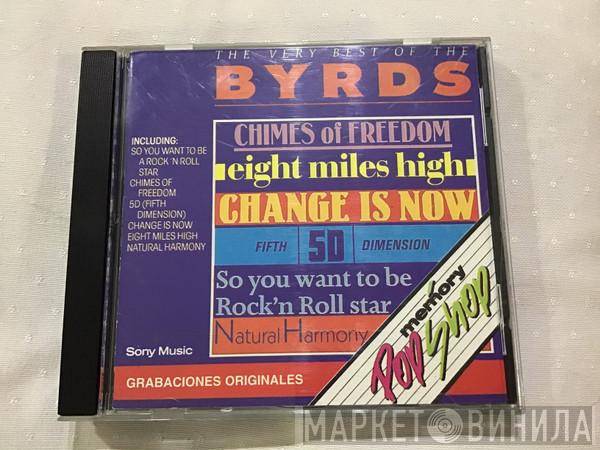 THE VERY BEST OF THE
BYRDS
INCLUDING:
SO YOU WANT TO BE
A ROCK 'N ROLL
STAR
CHIMES OF
FREEDOM
5D (FIFTH
DIMENSION)
CHANGE IS NOW
EIGHT MILES HIGH
NATURAL HARMONY
CHIMES of FREEDOM
eight miles high
CHANGE IS NOW
FIFTH 5D DIMENSION
So you want to be
Rock'n Roll star
Natural Harmony
memory
Pop Shop
Sony Music
GRABACIONES ORIGINALES
МАРКЕТ ВИНИЛА